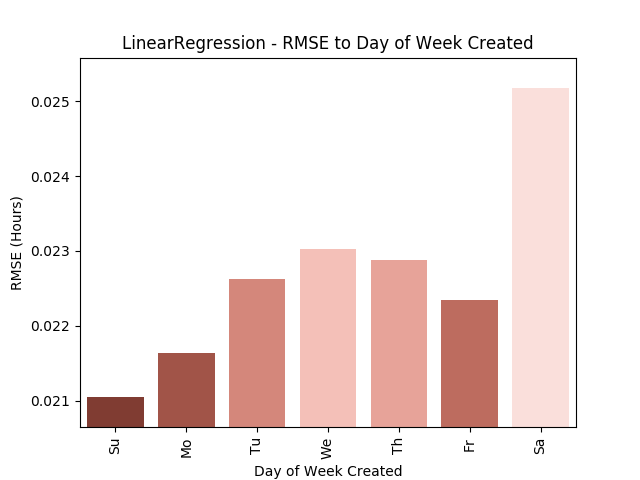 LinearRegression - RMSE to Day of Week Created
RMSE (Hours)
0.025
0.024
0.023
0.022
0.021
Su
Mo
Tu
We
Th
Fr
Sa
Day of Week Created